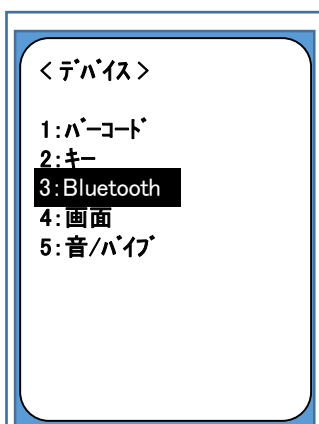 < ﾃﾞﾊﾞｲｽ >
1:ﾊﾞｰｺｰﾄﾞ
2:ｷｰ
3:Bluetooth
4:画面
5:音/ﾊﾞｲﾌﾞ